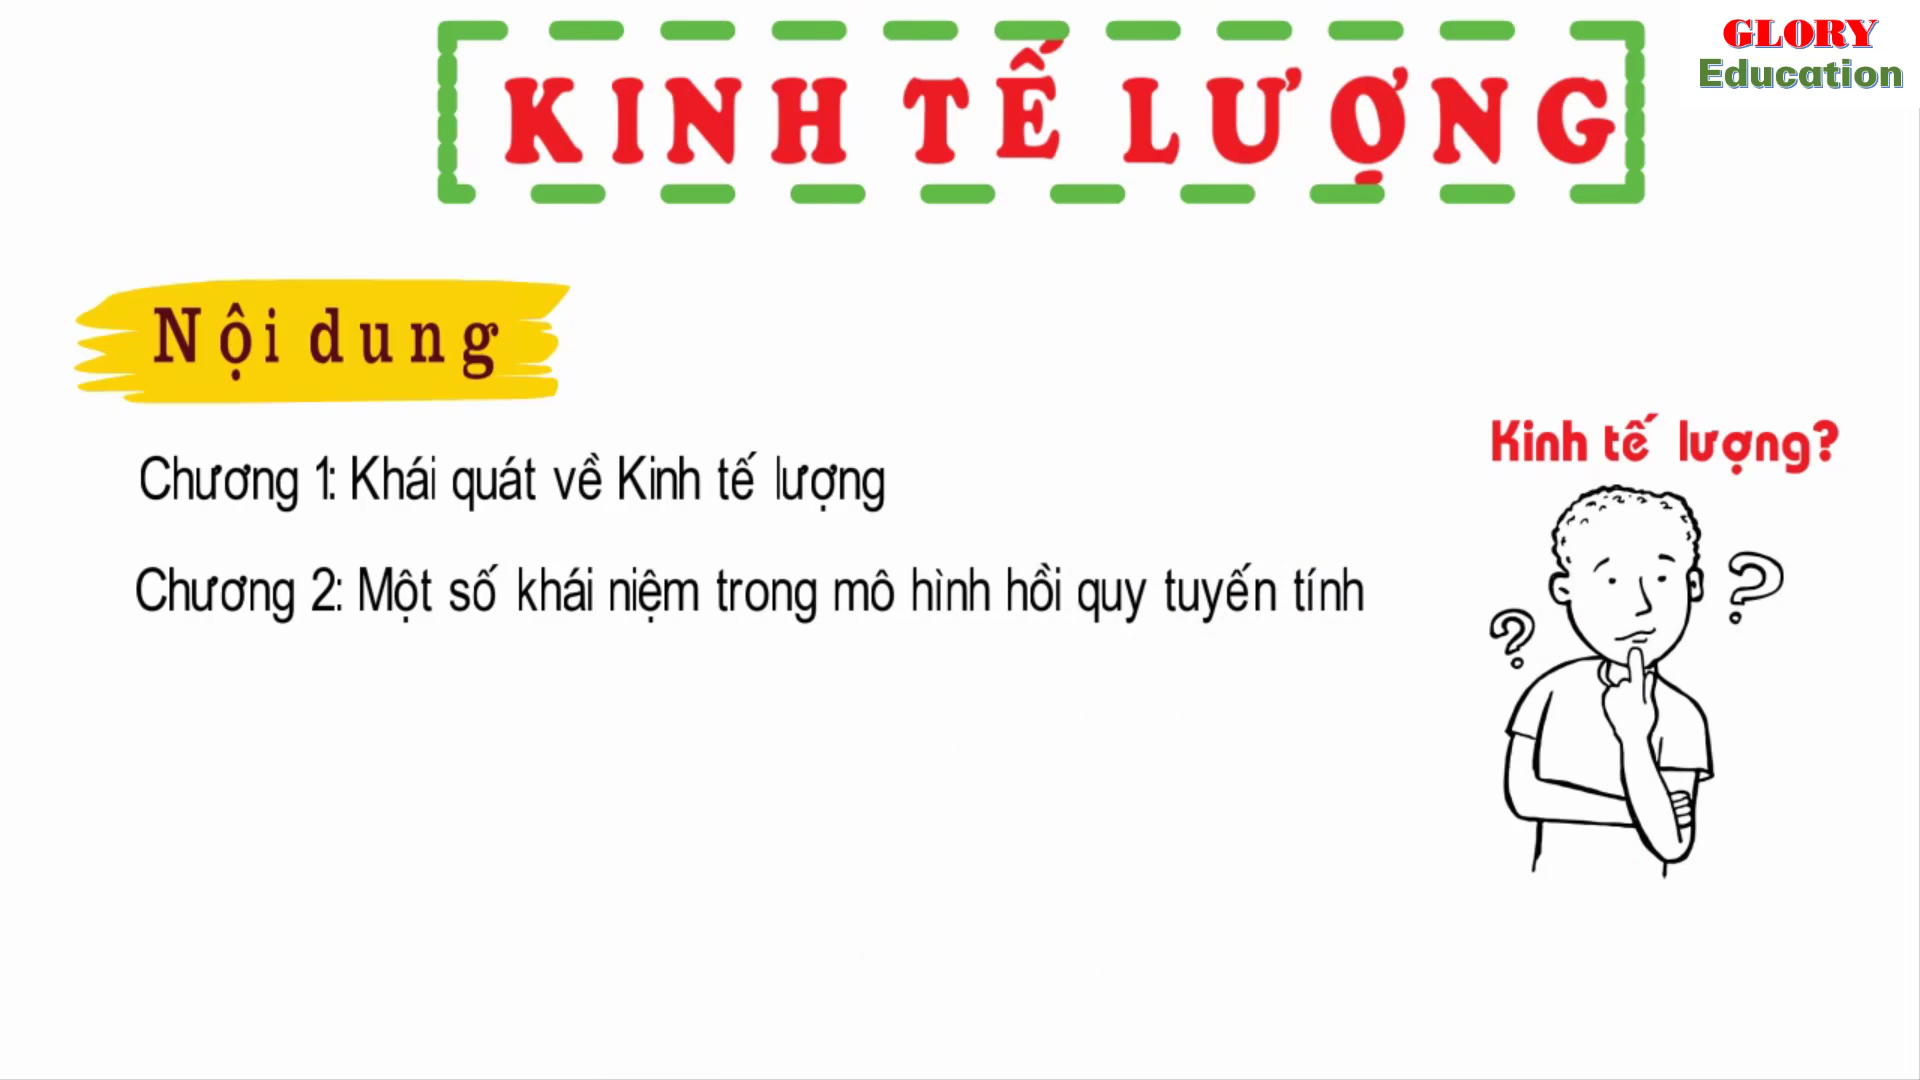 GLORY
Education
KINH TẾ LƯỢNG
Nội dung
Chương 1: Khái quát về Kinh tế lượng
Chương 2: Một số khái niệm trong mô hình hồi quy tuyến tính
Kinh tế lượng?